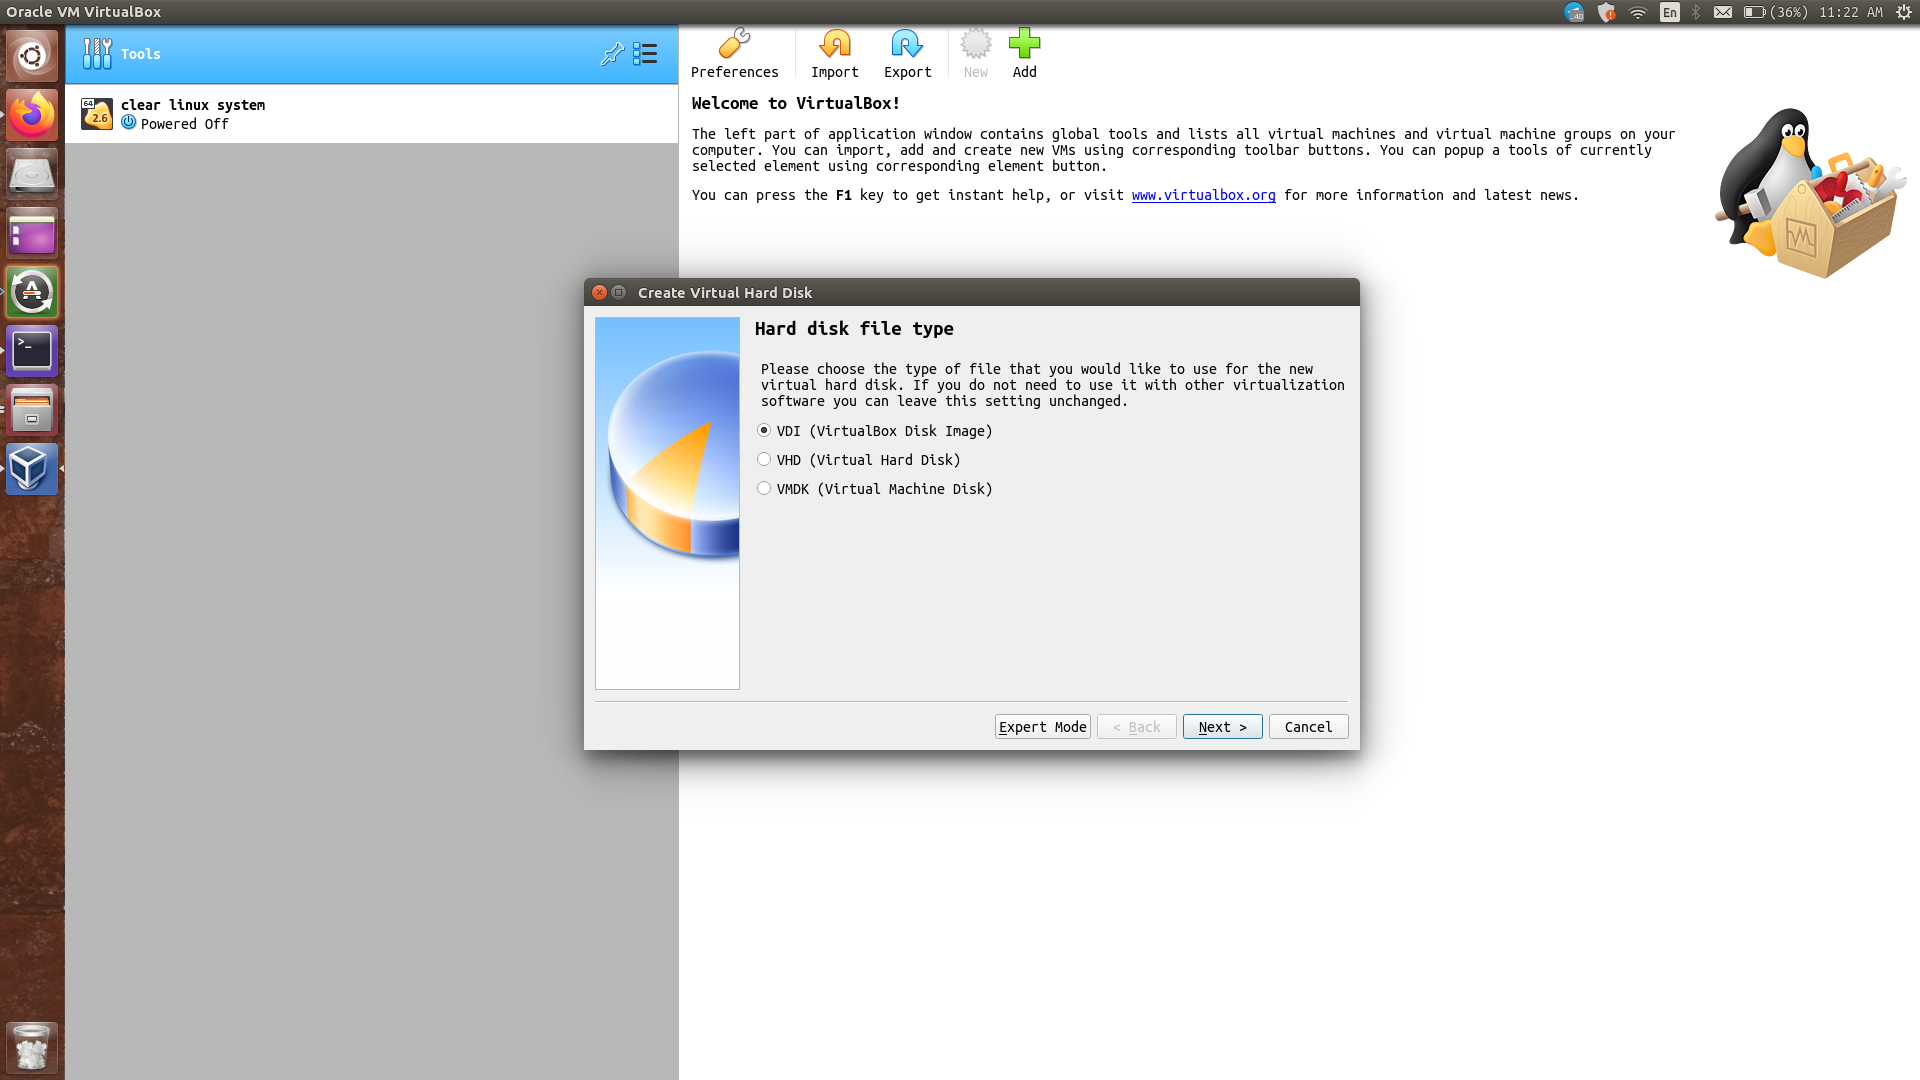 Oracle VM VirtualBox
40
En
(36%)
11:22 AM
Tools
64
2.6
clear linux system
Powered Off
Preferences
Import
Export
New
Add
Welcome to VirtualBox!
The left part of application window contains global tools and lists all virtual machines and virtual machine groups on your
computer. You can import, add and create new VMs using corresponding toolbar buttons. You can popup a tools of currently
selected element using corresponding element button.
You can press the F1 key to get instant help, or visit www.virtualbox.org for more information and latest news.
Create Virtual Hard Disk
Hard disk file type
Please choose the type of file that you would like to use for the new
virtual hard disk. If you do not need to use it with other virtualization
software you can leave this setting unchanged.
VDI (VirtualBox Disk Image)
VHD (Virtual Hard Disk)
VMDK (Virtual Machine Disk)
Expert Mode
< Back
Next >
Cancel